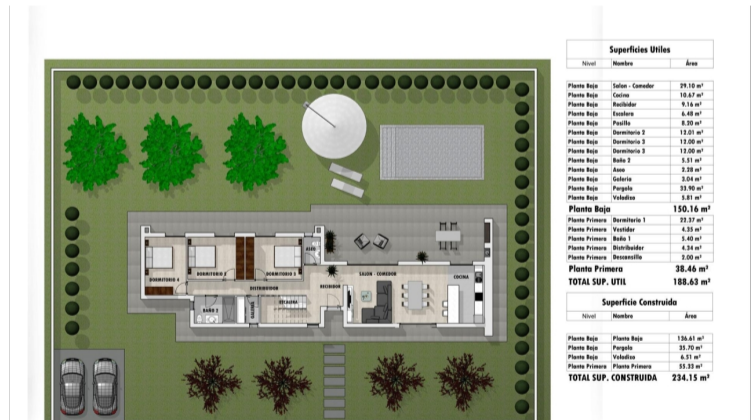 Superficies Utiles
Nivel Nombre Área
Planta Baja Salon - Comedor 29.10 m²
Planta Baja Cocina 10.67 m²
Planta Baja Recibidor 9.16 m²
Planta Baja Escalera 6.48 m²
Planta Baja Pasillo 8.20 m²
Planta Baja Dormitorio 2 12.01 m²
Planta Baja Dormitorio 3 12.00 m²
Planta Baja Dormitorio 3 12.00 m²
Planta Baja Baño 2 5.51 m²
Planta Baja Aseo 2.28 m²
Planta Baja Galeria 3.04 m²
Planta Baja Pergola 33.90 m²
Planta Baja Voladizo 5.81 m²
Planta Baja 150.16 m²
Planta Primera Dormitorio 1 22.37 m²
Planta Primera Vestidor 4.35 m²
Planta Primera Baño 1 5.40 m²
Planta Primera Distribuidor 4.34 m²
Planta Primera Descansillo 2.00 m²
Planta Primera 38.46 m²
TOTAL SUP. UTIL 188.63 m²
Superficie Construida
Nivel Nombre Área
Planta Baja Planta Baja 136.61 m²
Planta Baja Pergola 35.70 m²
Planta Baja Voladizo 6.51 m²
Planta Primera Planta Primera 55.33 m²
TOTAL SUP. CONSTRUIDA 234.15 m²
ASEO
DORMITORIO 4
DORMITORIO
DORMITORIO 2
DISTRIBUIDOR
RECIBIDOR
SALON - COMEDOR
COCINA
BAÑO 2
GALERIA
ESCALERA